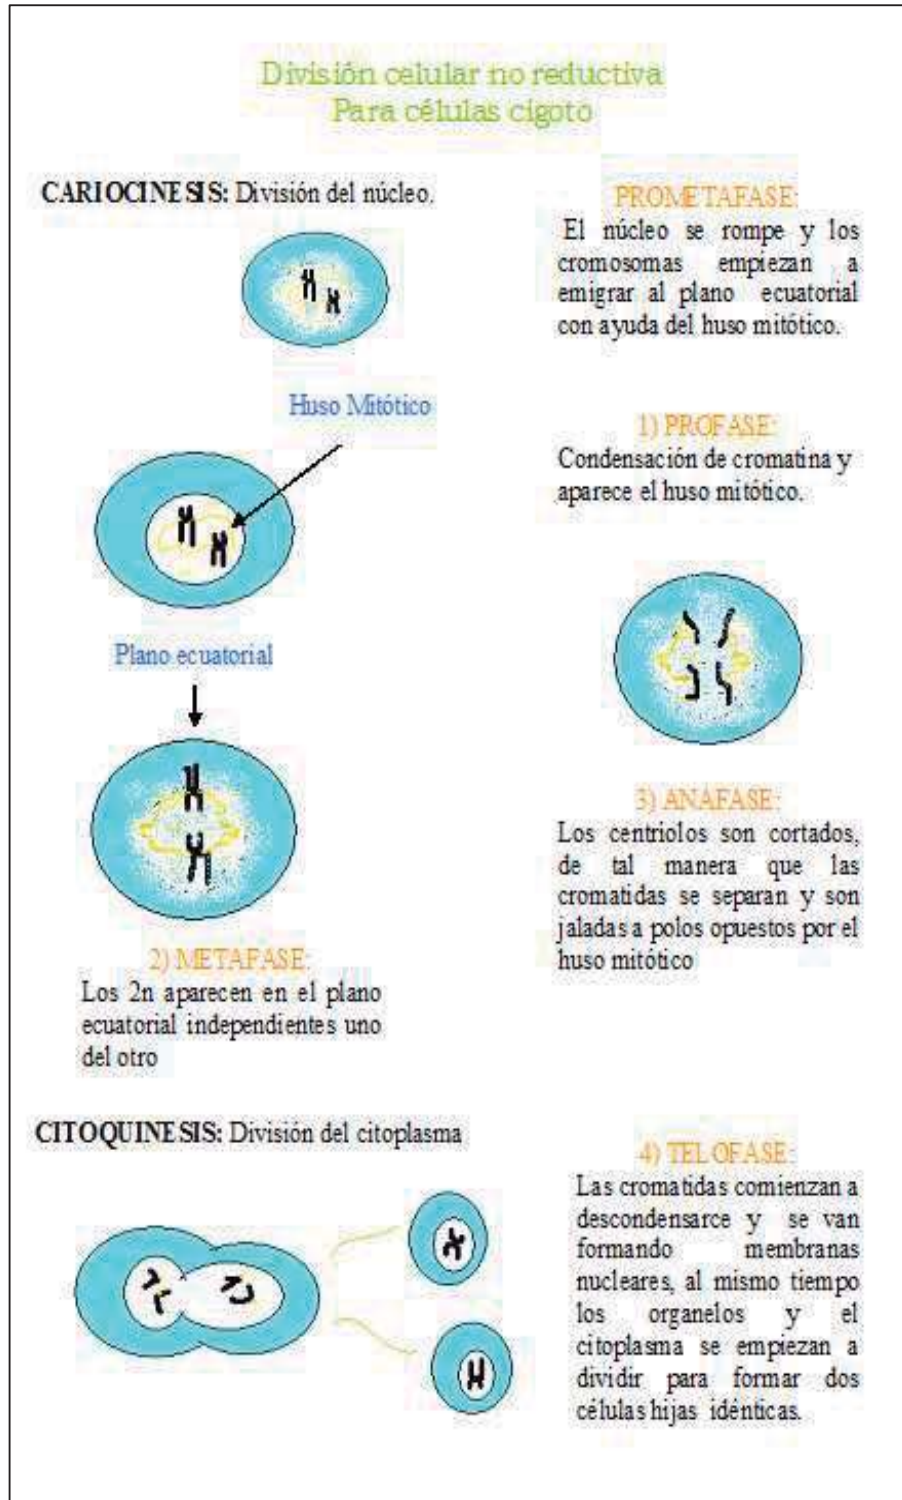 División celular no reductiva
Para células cigoto
CARIOCINESIS: División del núcleo.
PROMETAFASE:
El núcleo se rompe y los
cromosomas empiezan a
emigrar al plano ecuatorial
con ayuda del huso mitótico.
Huso Mitótico
1) PROFASE:
Condensación de cromatina y
aparece el huso mitótico.
Plano ecuatorial
2) METAFASE:
Los 2n aparecen en el plano
ecuatorial independientes uno
del otro
3) ANAFASE:
Los centriolos son cortados,
de tal manera que las
cromatidas se separan y son
jaladas a polos opuestos por el
huso mitótico
CITOQUINESIS: División del citoplasma
4) TELOFASE:
Las cromatidas comienzan a
descondensarce y se van
formando membranas
nucleares, al mismo tiempo
los organelos y el
citoplasma se empiezan a
dividir para formar dos
células hijas idénticas.